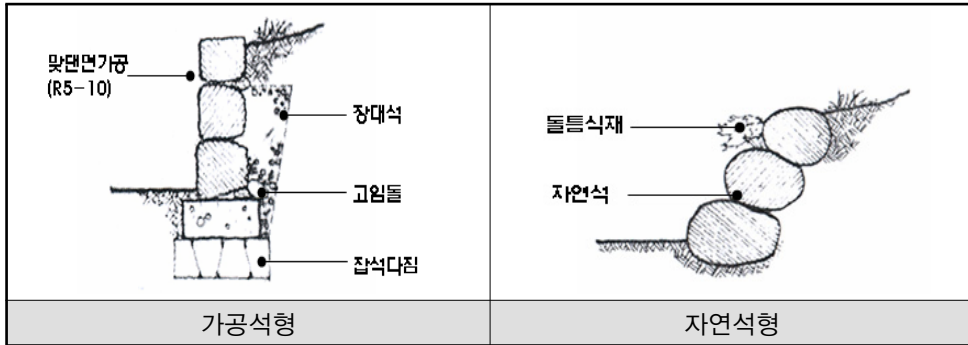 맞댄면가공
(R5-10)
장대석
고임돌
잡석다짐
가공석형
돌틈식재
자연석
자연석형